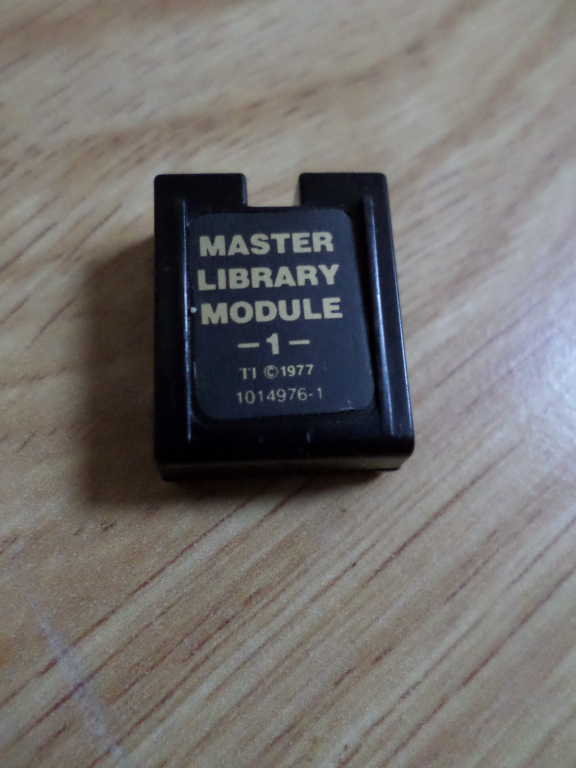 MASTER
LIBRARY
MODULE
-1-
TI ©1977
1014976-1